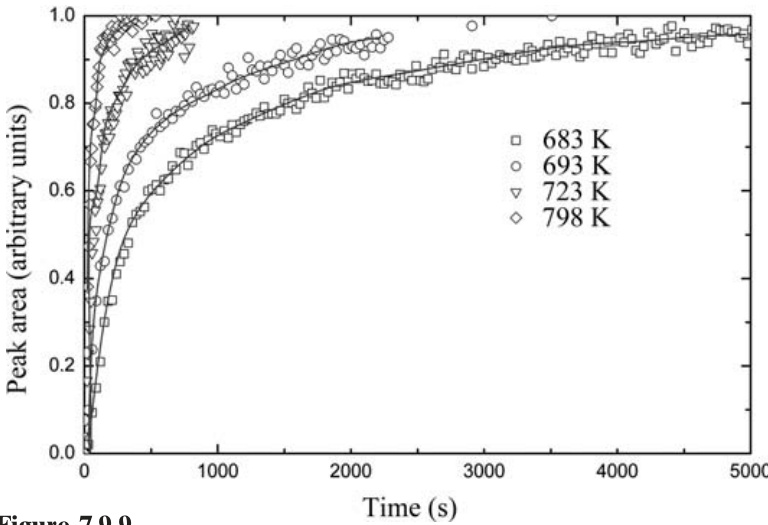 1.0
0.8
0.6
0.4
0.2
0.0
Peak area (arbitrary units)
683 K
693 K
723 K
798 K
0 1000 2000 3000 4000 5000
Time (s)
Figure 7.9.9